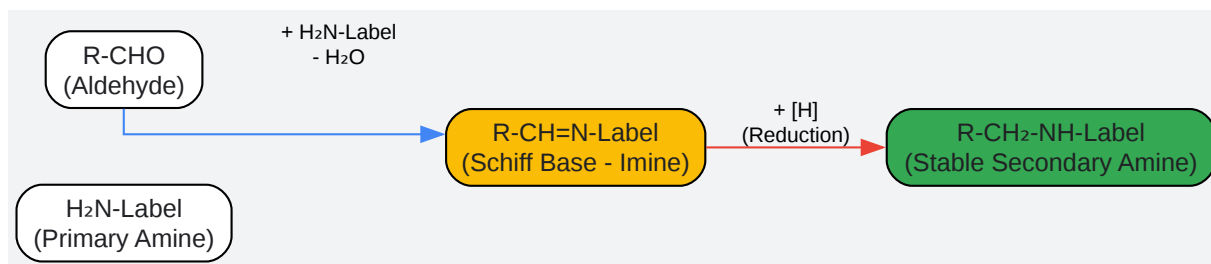 R-CHO
(Aldehyde)
+ H₂N-Label
- H₂O
H₂N-Label
(Primary Amine)
R-CH=N-Label
(Schiff Base - Imine)
+ [H]
(Reduction)
R-CH₂-NH-Label
(Stable Secondary Amine)